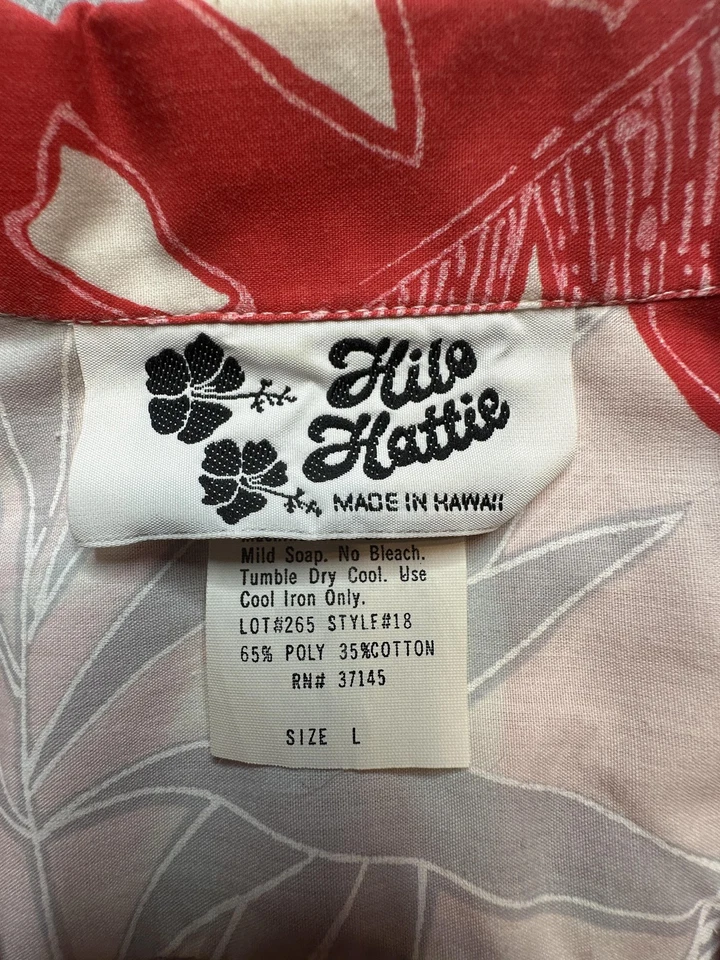 Hilo
Hattie
MADE IN HAWAII
Mild Soap. No Bleach.
Tumble Dry Cool. Use
Cool Iron Only.
LOT#265 STYLE#18
65% POLY 35%COTTON
RN# 37145
SIZE L